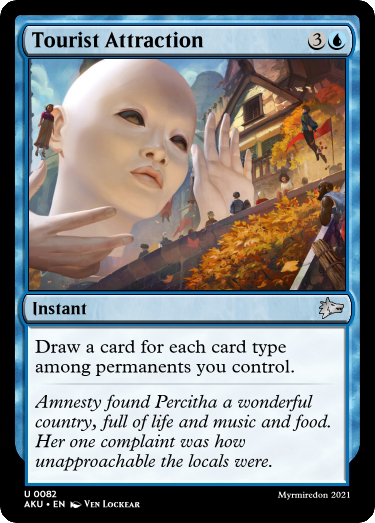 Tourist Attraction 3
Instant
Draw a card for each card type
among permanents you control.
Amnesty found Percitha a wonderful
country, full of life and music and food.
Her one complaint was how
unapproachable the locals were.
U 0082
AKU • EN Ven Lockear
Myrmiredon 2021